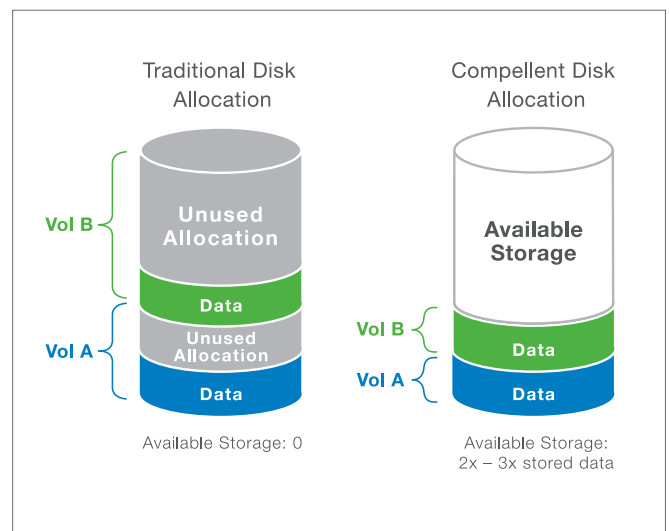 Traditional Disk
Allocation
Vol B
Unused
Allocation
Data
Vol A
Unused
Allocation
Data
Available Storage: 0
Compellent Disk
Allocation
Available
Storage
Vol B
Data
Vol A
Data
Available Storage:
2x – 3x stored data